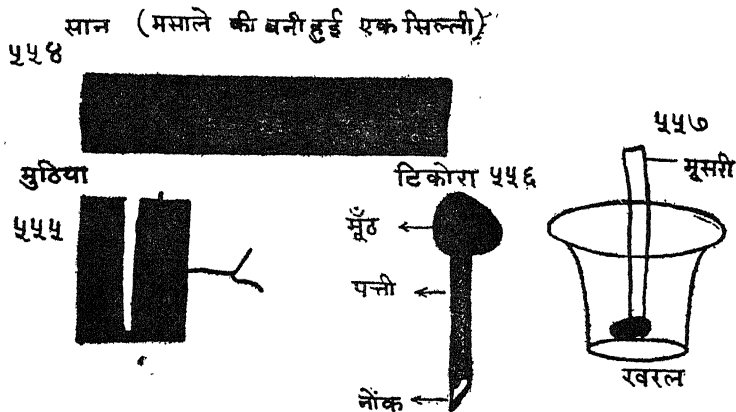 सान (मसाले की बनी हुई एक सिल्ली)
५५४
५५७
मूसरी
मुठिया
टिकोरा ५५६
५५५
मूँठ
पत्ती
नोंक
खरल